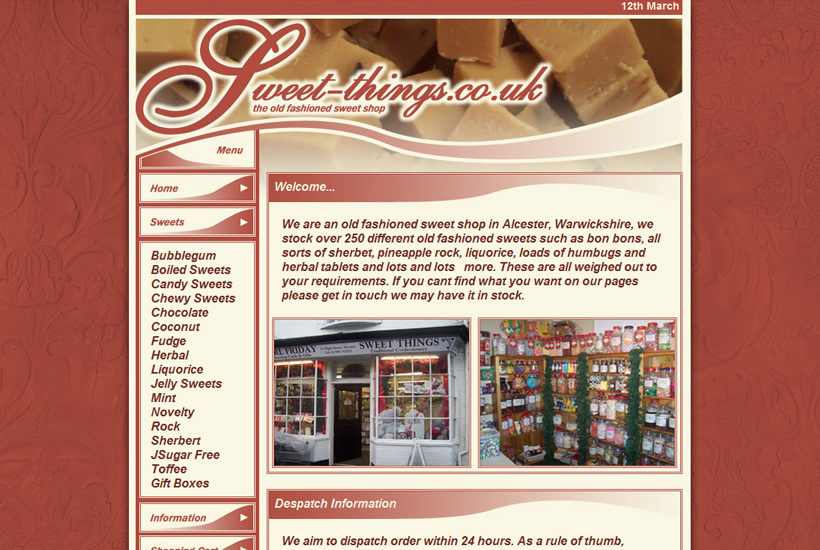 12th March
Sweet-things.co.uk
the old fashioned sweet shop
Menu
Home
Sweets
Bubblegum
Boiled Sweets
Candy Sweets
Chewy Sweets
Chocolate
Coconut
Fudge
Herbal
Liquorice
Jelly Sweets
Mint
Novelty
Rock
Sherbert
JSugar Free
Toffee
Gift Boxes
Information
Shopping Cart
Welcome...
We are an old fashioned sweet shop in Alcester, Warwickshire, we
stock over 250 different old fashioned sweets such as bon bons, all
sorts of sherbet, pineapple rock, liquorice, loads of humbugs and
herbal tablets and lots and lots more. These are all weighed out to
your requirements. If you cant find what you want on our pages
please get in touch we may have it in stock.
FRIDAY
SWEET THINGS
Traditional Confectioners
Despatch Information
We aim to dispatch order within 24 hours. As a rule of thumb,